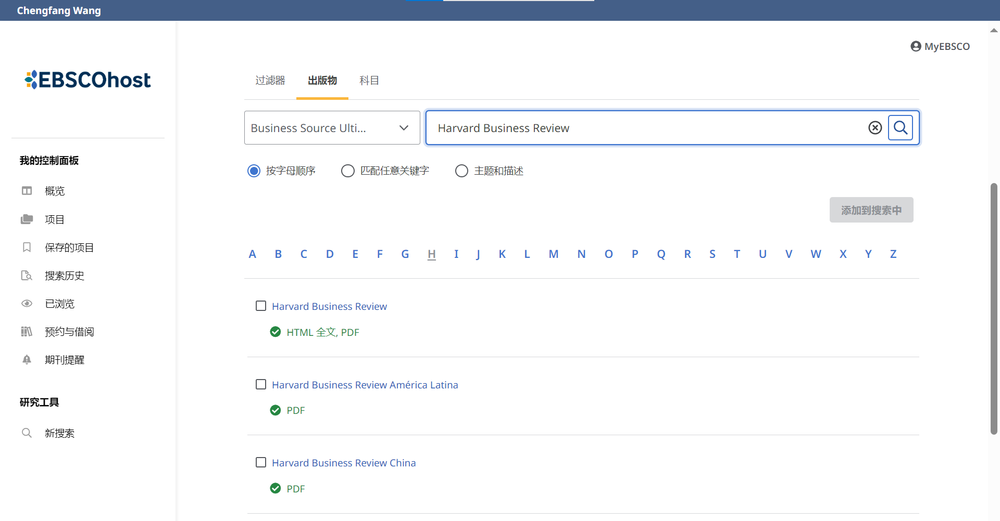 Chengfang Wang
MyEBSCO
EBSCOhost
我的控制面板
概览
项目
保存的项目
搜索历史
已浏览
预约与借阅
期刊提醒
研究工具
新搜索
过滤器 出版物 科目
Business Source Ulti... Harvard Business Review
按字母顺序 匹配任意关键字 主题和描述
添加到搜索中
A B C D E F G H I J K L M N O P Q R S T U V W X Y Z
Harvard Business Review
HTML 全文, PDF
Harvard Business Review América Latina
PDF
Harvard Business Review China
PDF